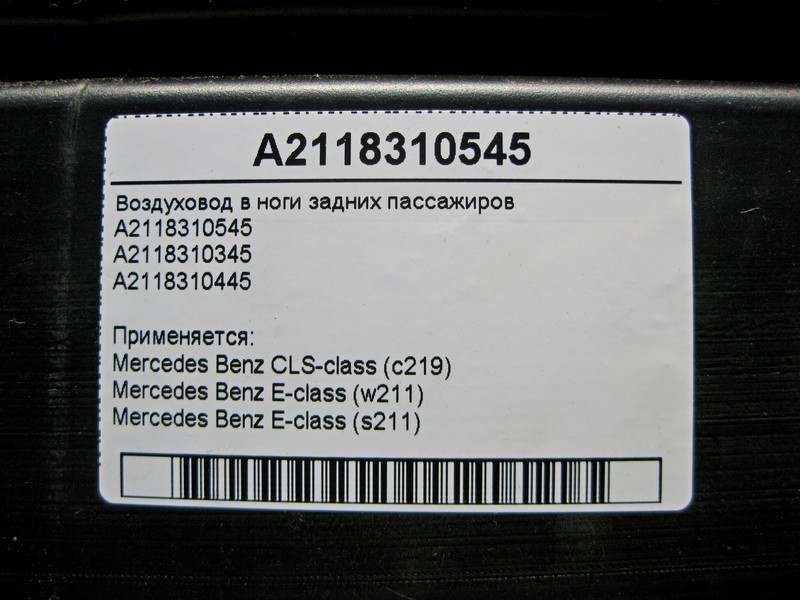 A2118310545
Воздуховод в ноги задних пассажиров
A2118310545
A2118310345
A2118310445
Применяется:
Mercedes Benz CLS-class (c219)
Mercedes Benz E-class (w211)
Mercedes Benz E-class (s211)